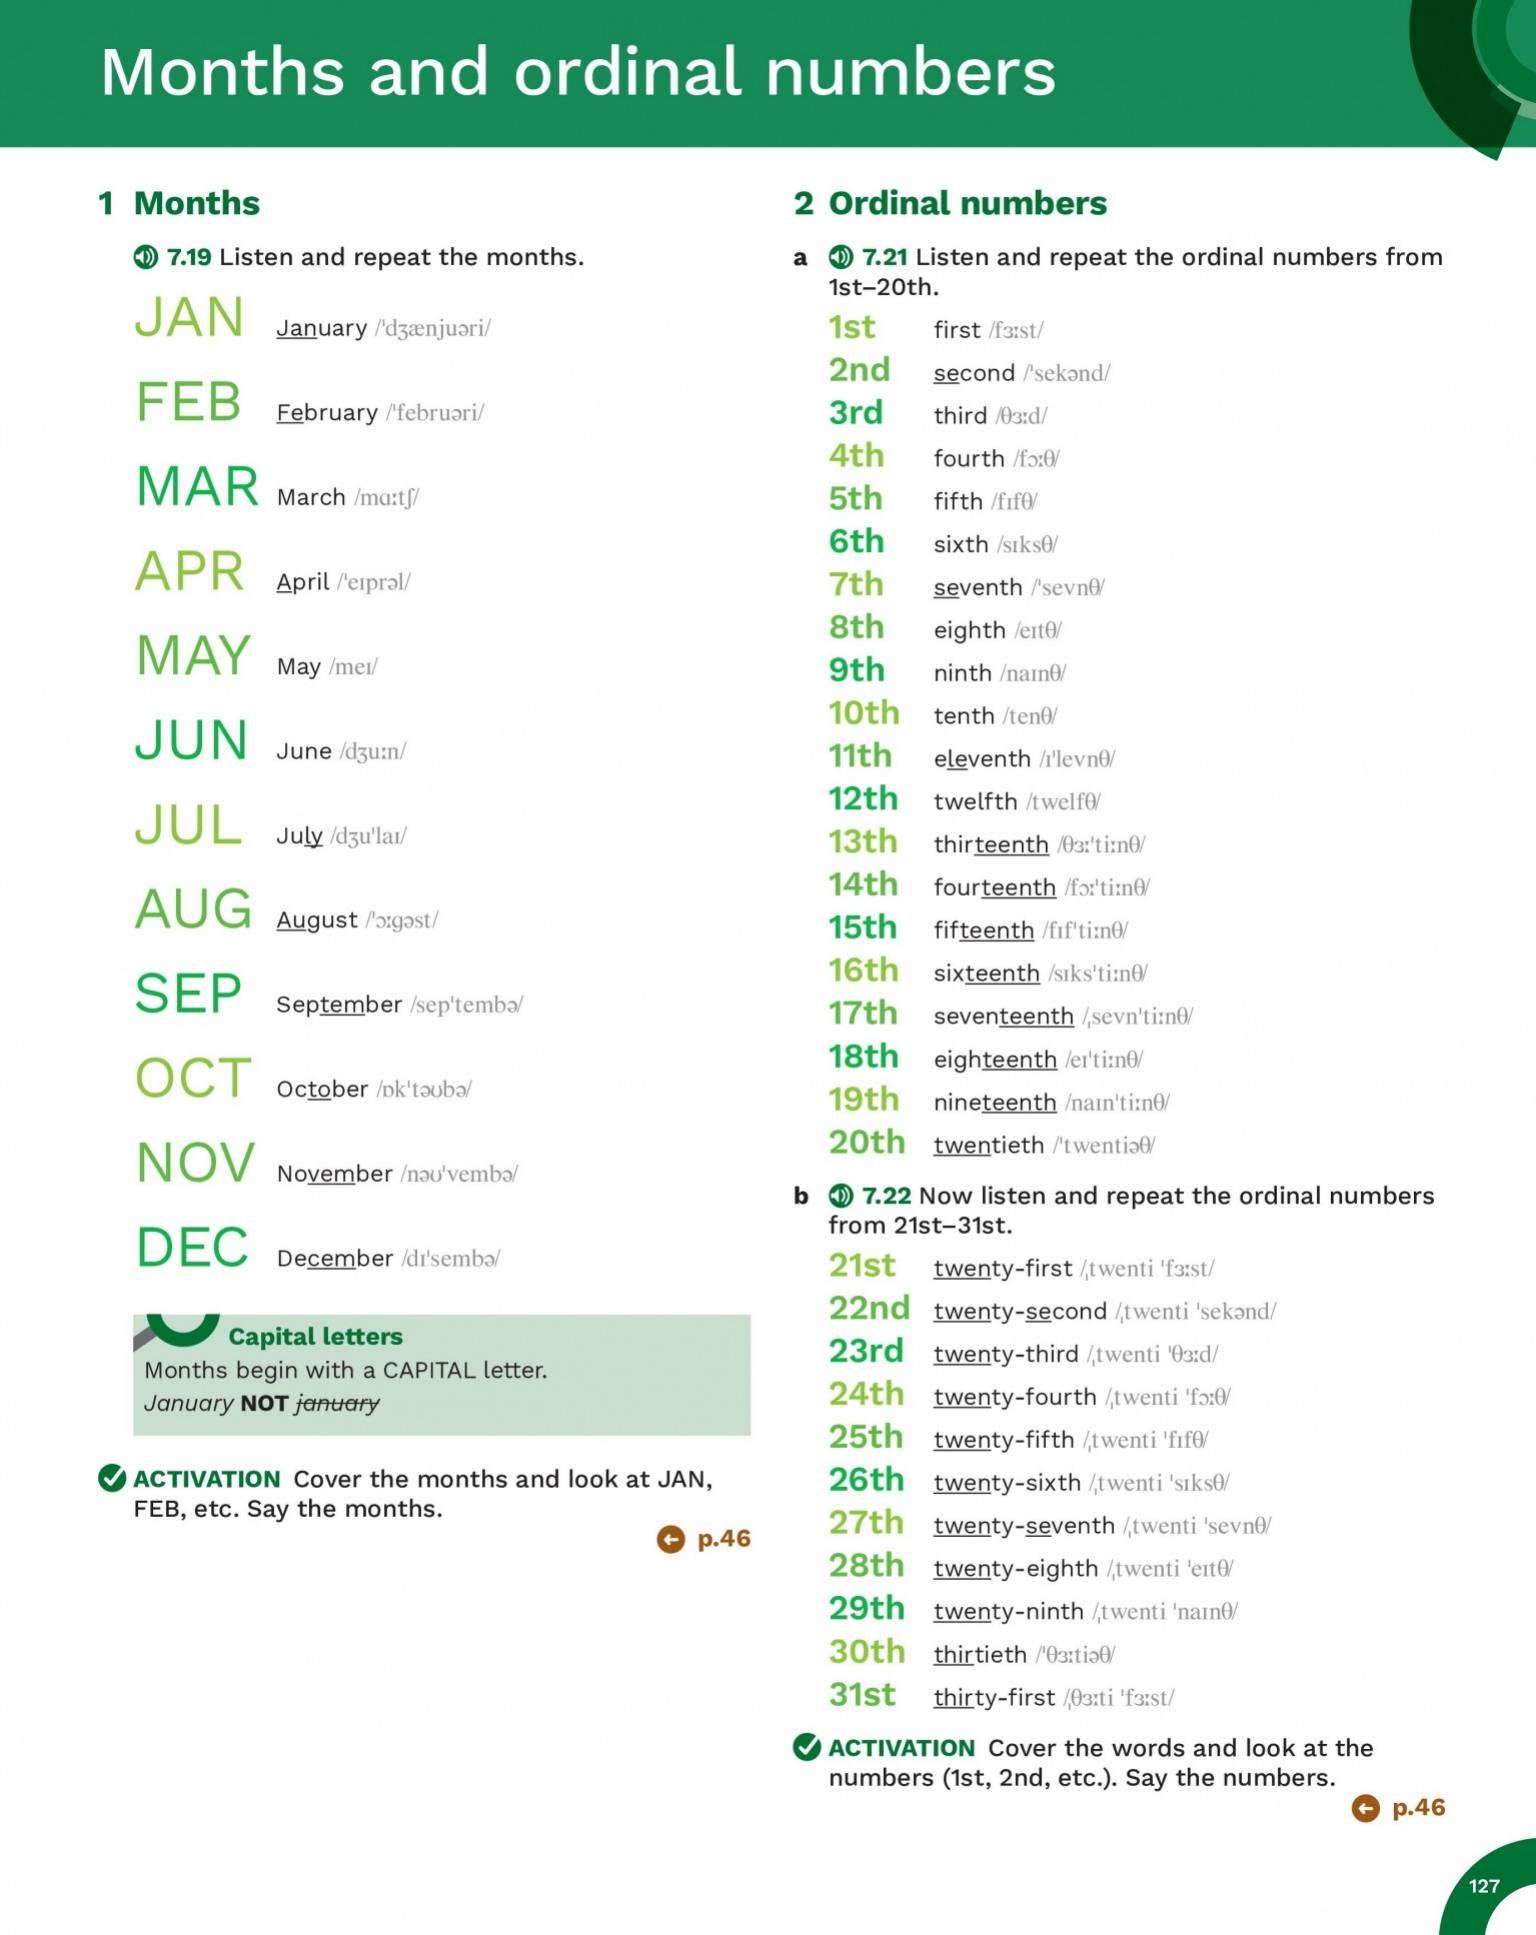 Months and ordinal numbers
1 Months
7.19 Listen and repeat the months.
JAN January /ˈdʒænjuəri/
FEB February /ˈfebruəri/
MAR March /mɑːtʃ/
APR April /ˈeɪprəl/
MAY May /meɪ/
JUN June /dʒuːn/
JUL July /dʒuˈlaɪ/
AUG August /ˈɔːgəst/
SEP September /sepˈtembə/
OCT October /ɒkˈtəʊbə/
NOV November /nəʊˈvembə/
DEC December /dɪˈsembə/
Capital letters
Months begin with a CAPITAL letter.
January NOT january
ACTIVATION Cover the months and look at JAN,
FEB, etc. Say the months.
p.46
2 Ordinal numbers
a 7.21 Listen and repeat the ordinal numbers from
1st–20th.
1st first /fɜːst/
2nd second /ˈsekənd/
3rd third /θɜːd/
4th fourth /fɔːθ/
5th fifth /fɪfθ/
6th sixth /sɪksθ/
7th seventh /ˈsevnθ/
8th eighth /eɪtθ/
9th ninth /naɪnθ/
10th tenth /tenθ/
11th eleventh /ɪˈlevnθ/
12th twelfth /twelfθ/
13th thirteenth /θɜːˈtiːnθ/
14th fourteenth /fɔːˈtiːnθ/
15th fifteenth /fɪfˈtiːnθ/
16th sixteenth /sɪksˈtiːnθ/
17th seventeenth /ˌsevnˈtiːnθ/
18th eighteenth /eɪˈtiːnθ/
19th nineteenth /naɪnˈtiːnθ/
20th twentieth /ˈtwentiəθ/
b 7.22 Now listen and repeat the ordinal numbers
from 21st–31st.
21st twenty-first /ˌtwenti ˈfɜːst/
22nd twenty-second /ˌtwenti ˈsekənd/
23rd twenty-third /ˌtwenti ˈθɜːd/
24th twenty-fourth /ˌtwenti ˈfɔːθ/
25th twenty-fifth /ˌtwenti ˈfɪfθ/
26th twenty-sixth /ˌtwenti ˈsɪksθ/
27th twenty-seventh /ˌtwenti ˈsevnθ/
28th twenty-eighth /ˌtwenti ˈeɪtθ/
29th twenty-ninth /ˌtwenti ˈnaɪnθ/
30th thirtieth /ˈθɜːtiəθ/
31st thirty-first /ˌθɜːti ˈfɜːst/
ACTIVATION Cover the words and look at the
numbers (1st, 2nd, etc.). Say the numbers.
p.46
127